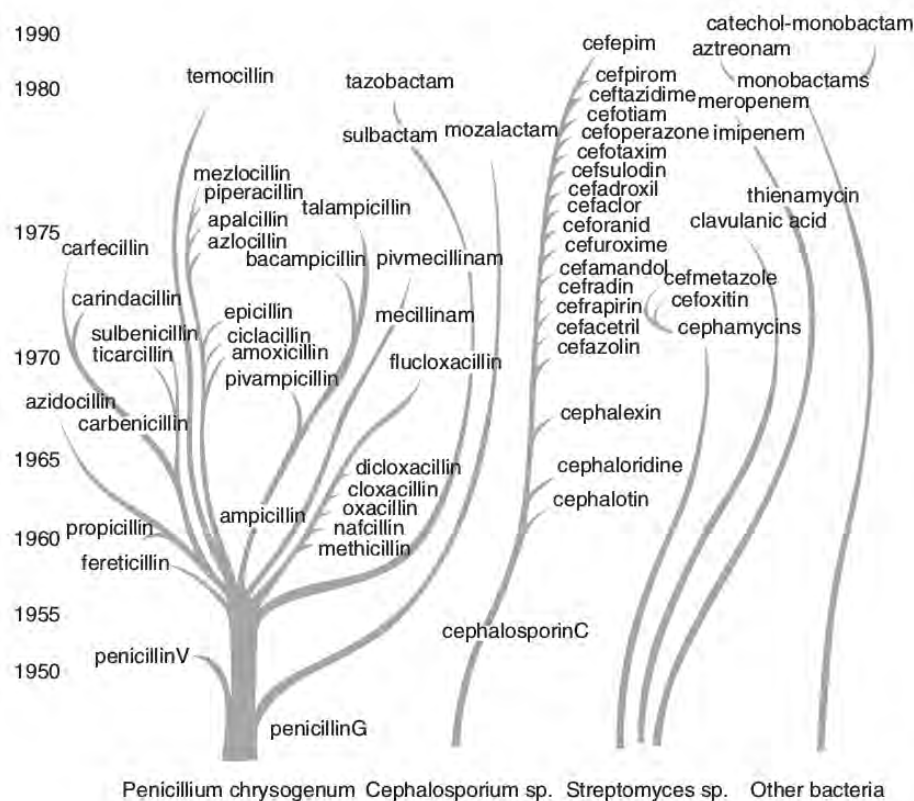 1990
catechol-monobactam
cefepim
aztreonam
temocillin
tazobactam
cefpirom
monobactams
1980
ceftazidime
meropenem
cefotiam
sulbactam
mozalactam
cefoperazone
imipenem
cefotaxim
mezlocillin
cefsulodin
piperacillin
cefadroxil
thienamycin
talampicillin
cefaclor
apalcillin
ceforanid
clavulanic acid
1975
azlocillin
cefuroxime
carfecillin
bacampicillin
pivmecillinam
cefamandol
cefmetazole
cefradin
carindacillin
cefoxitin
epicillin
mecillinam
cefrapirin
sulbenicillin
ciclacillin
cefacetril
cephamycins
ticarcillin
amoxicillin
cefazolin
1970
flucloxacillin
pivampicillin
azidocillin
cephalexin
carbenicillin
1965
dicloxacillin
cephaloridine
cloxacillin
cephalotin
oxacillin
ampicillin
propicillin
nafcillin
1960
methicillin
fereticillin
1955
cephalosporinC
penicillinV
1950
penicillinG
Penicillium chrysogenum Cephalosporium sp. Streptomyces sp. Other bacteria